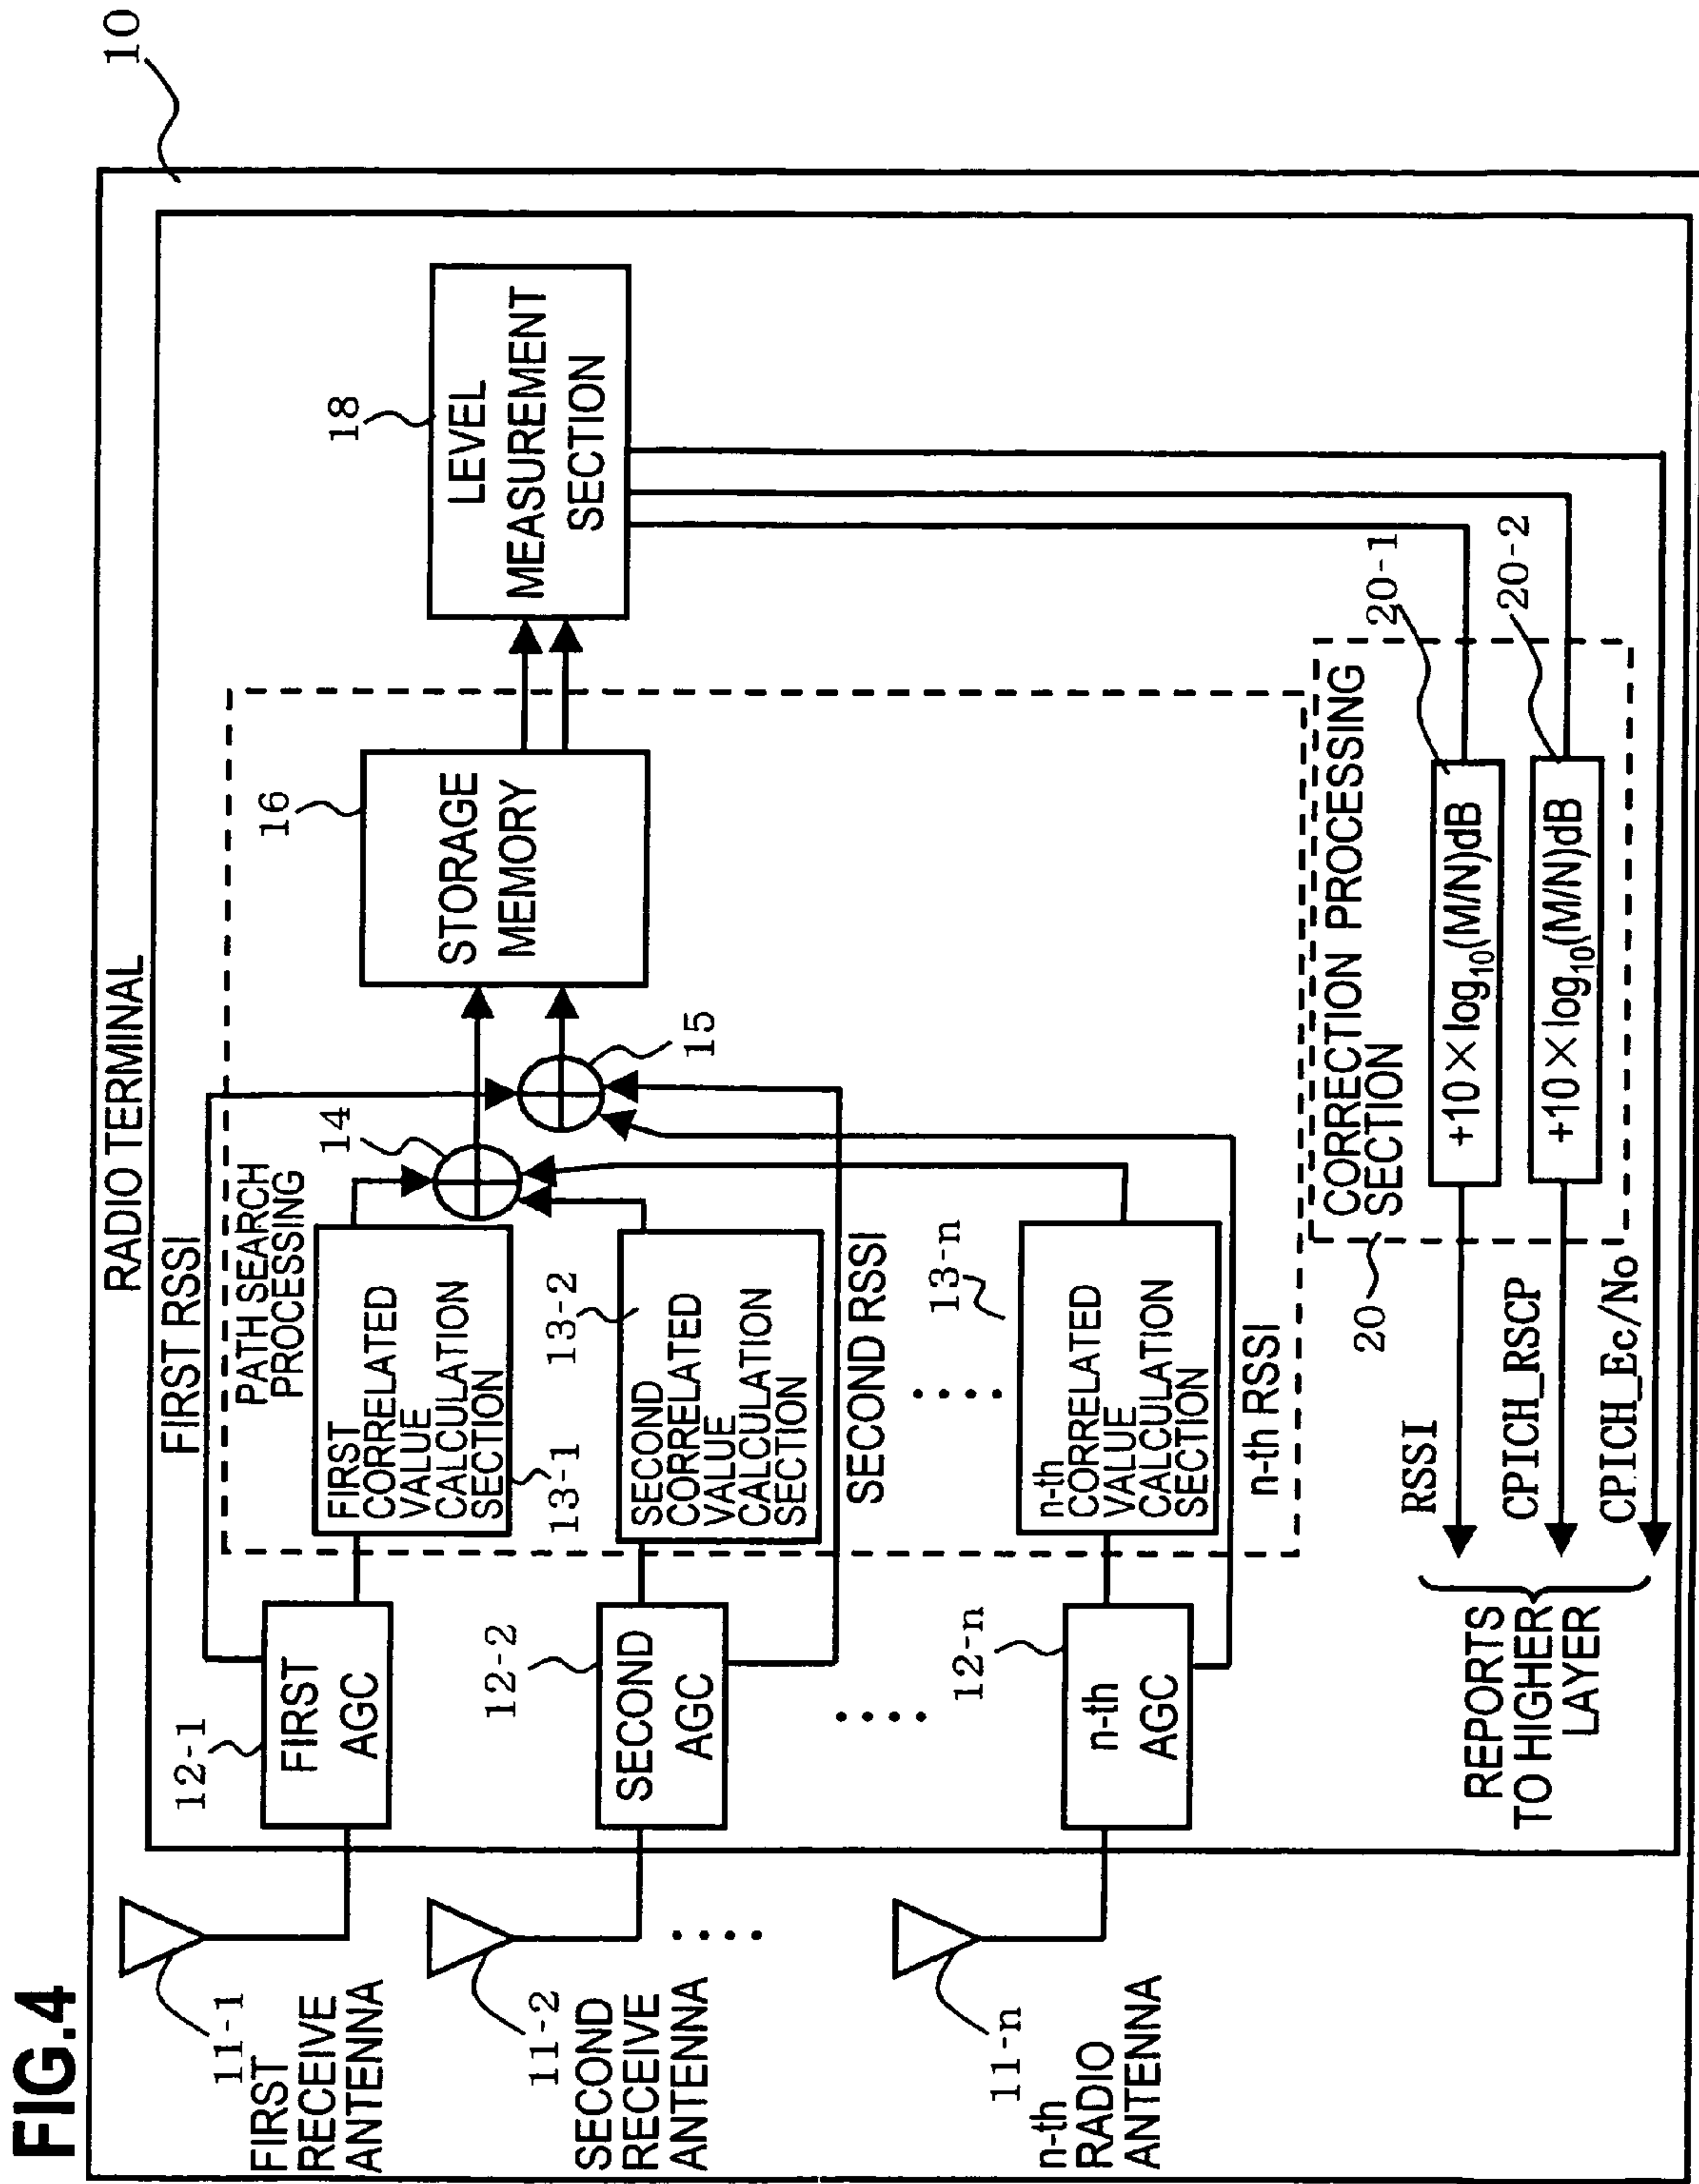 FIG.4
10
RADIO TERMINAL
FIRST RSSI
PATH SEARCH
PROCESSING
11-1
FIRST
RECEIVE
ANTENNA
12-1
FIRST
AGC
FIRST
CORRELATED
VALUE
CALCULATION
SECTION
13-1
14
15
16
STORAGE
MEMORY
18
LEVEL
MEASUREMENT
SECTION
11-2
SECOND
RECEIVE
ANTENNA
12-2
SECOND
AGC
13-2
SECOND
CORRELATED
VALUE
CALCULATION
SECTION
SECOND RSSI
11-n
n-th
RADIO
ANTENNA
12-n
n-th
AGC
13-n
n-th
CORRELATED
VALUE
CALCULATION
SECTION
n-th RSSI
20
CORRECTION PROCESSING
SECTION
20-1
+10×log10(M/N)dB
20-2
+10×log10(M/N)dB
RSSI
CPICH_RSCP
CPICH_Ec/No
REPORTS
TO HIGHER
LAYER